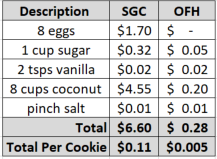 Description SGC OFH
8 eggs $1.70 $ -
1 cup sugar $0.32 $ 0.05
2 tsps vanilla $0.02 $ 0.02
8 cups coconut $4.55 $ 0.20
pinch salt $0.01 $ 0.01
Total $6.60 $ 0.28
Total Per Cookie $0.11 $0.005